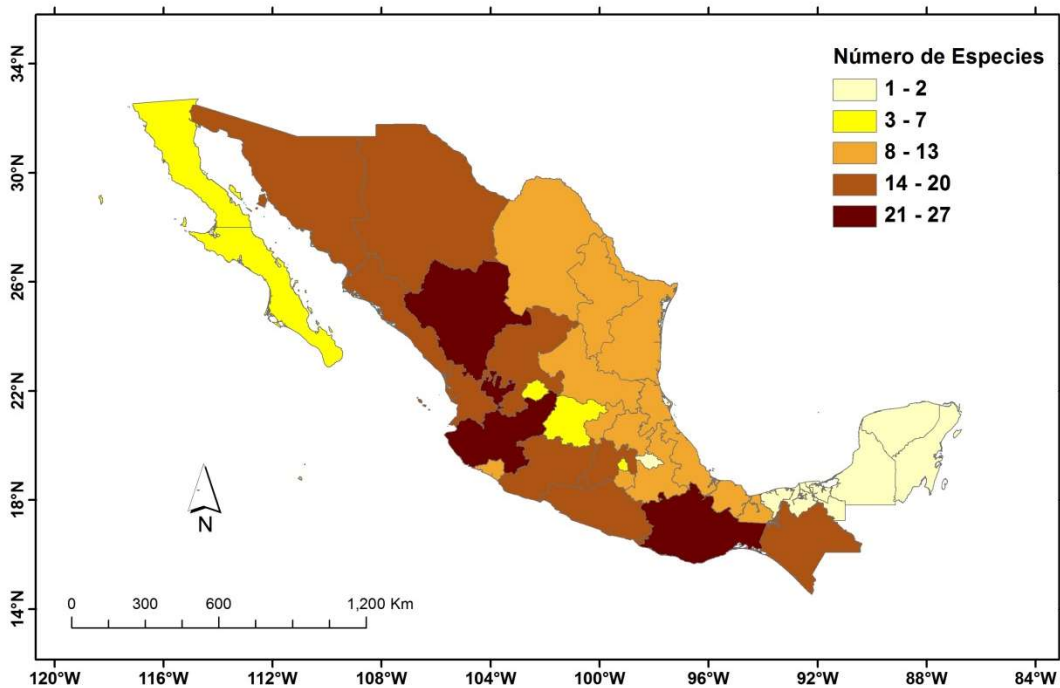 Número de Especies
1 - 2
3 - 7
8 - 13
14 - 20
21 - 27
34°N
30°N
26°N
22°N
18°N
14°N
N
0 300 600 1,200 Km
120°W 116°W 112°W 108°W 104°W 100°W 96°W 92°W 88°W 84°W